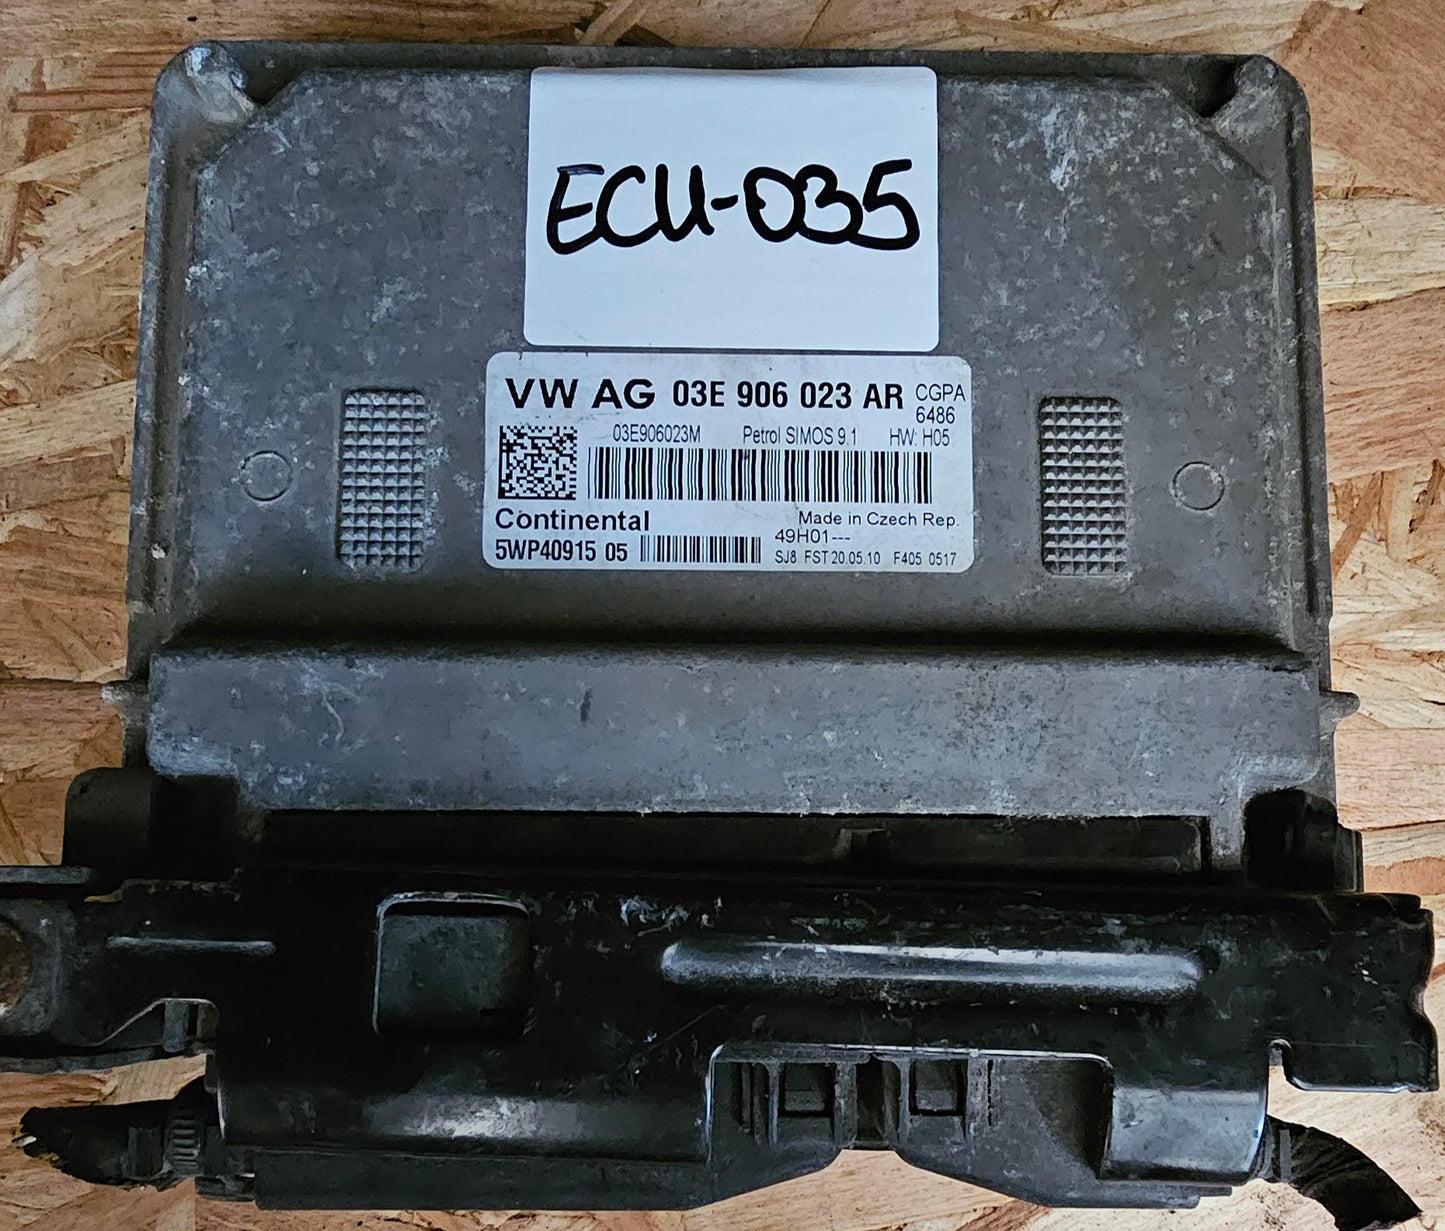 ECU-035
VW AG 03E 906 023 AR CGPA
6486
03E906023M Petrol SIMOS 9.1 HW: H05
Continental Made in Czech Rep.
49H01---
5WP40915 05 SJ8 FST 20.05.10 F405 0517